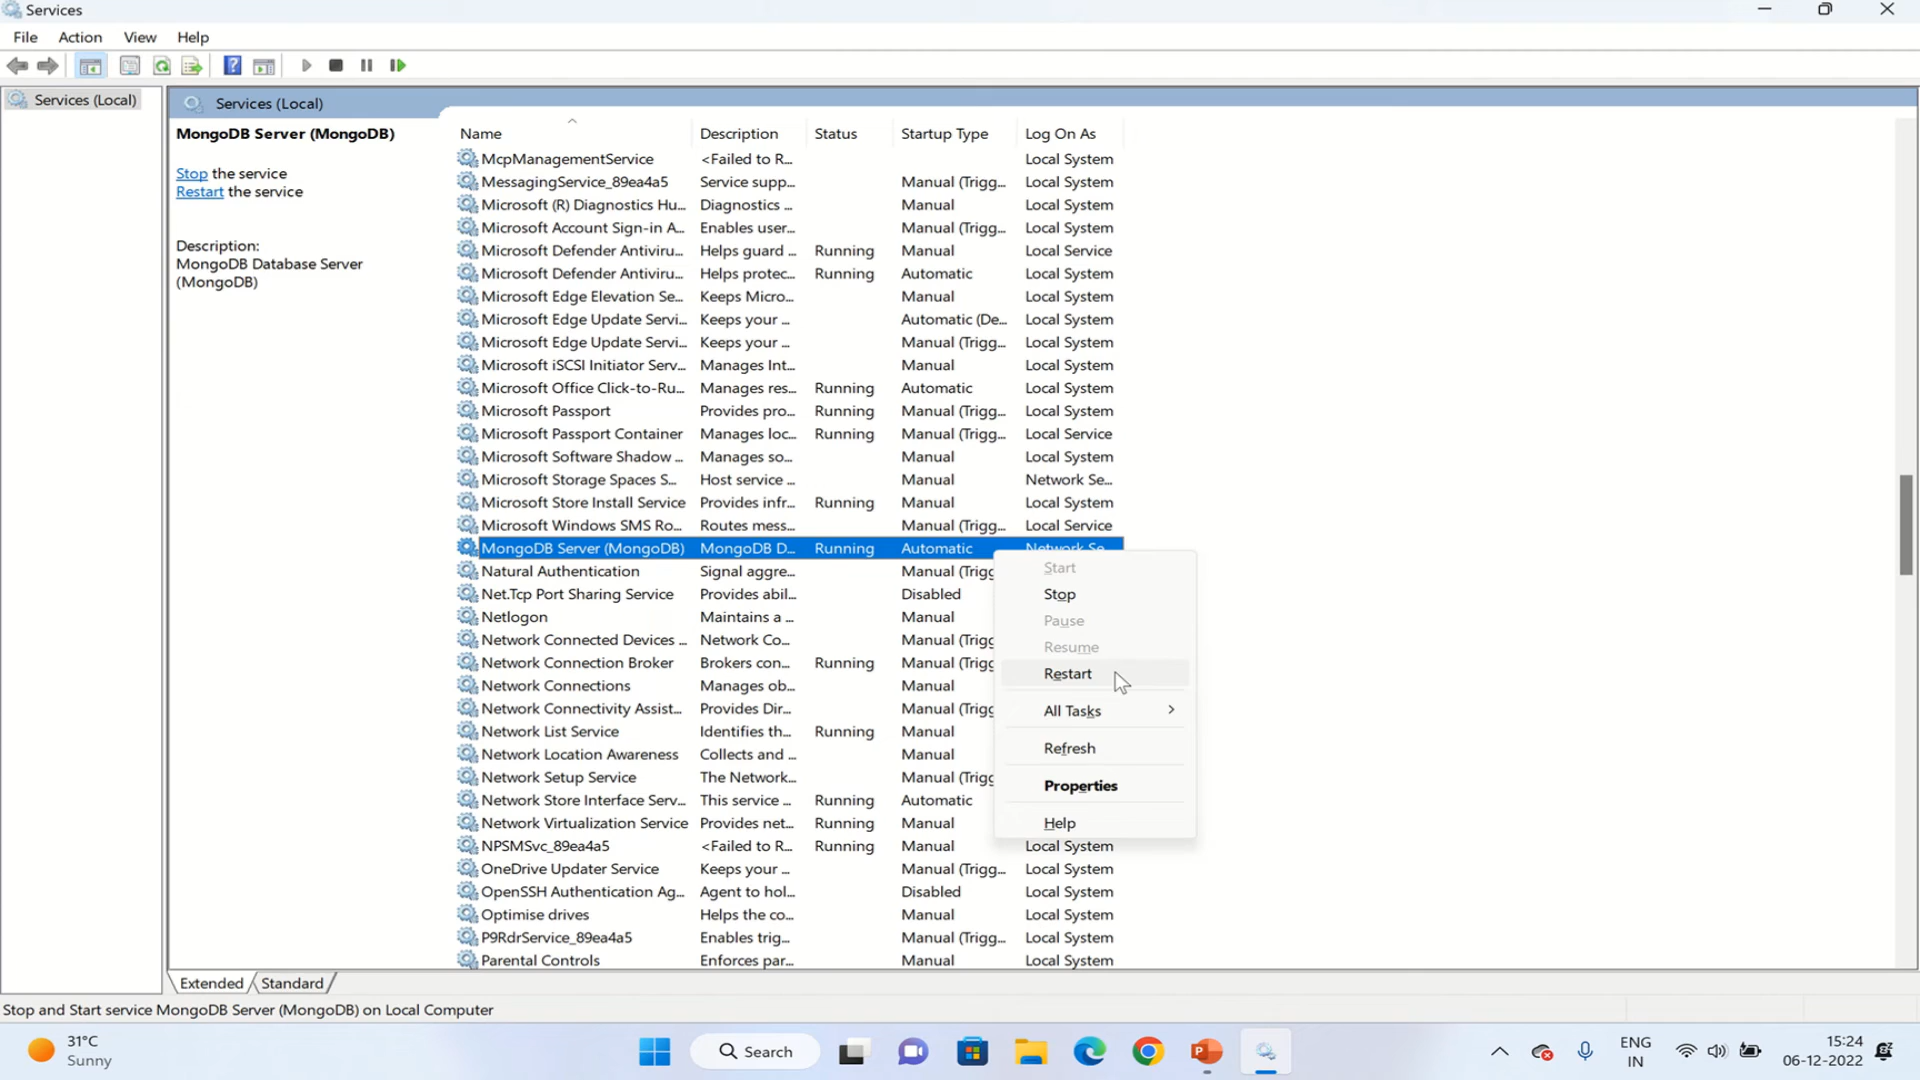 Services
File Action View Help
Services (Local)
Services (Local)
MongoDB Server (MongoDB)
Stop the service
Restart the service
Description:
MongoDB Database Server
(MongoDB)
Name Description Status Startup Type Log On As
McpManagementService <Failed to R... Local System
MessagingService_89ea4a5 Service supp... Manual (Trigg... Local System
Microsoft (R) Diagnostics Hu... Diagnostics ... Manual Local System
Microsoft Account Sign-in A... Enables user... Manual (Trigg... Local System
Microsoft Defender Antiviru... Helps guard ... Running Manual Local Service
Microsoft Defender Antiviru... Helps protec... Running Automatic Local System
Microsoft Edge Elevation Se... Keeps Micro... Manual Local System
Microsoft Edge Update Servi... Keeps your ... Automatic (De... Local System
Microsoft Edge Update Servi... Keeps your ... Manual (Trigg... Local System
Microsoft iSCSI Initiator Serv... Manages Int... Manual Local System
Microsoft Office Click-to-Ru... Manages res... Running Automatic Local System
Microsoft Passport Provides pro... Running Manual (Trigg... Local System
Microsoft Passport Container Manages loc... Running Manual (Trigg... Local Service
Microsoft Software Shadow ... Manages so... Manual Local System
Microsoft Storage Spaces S... Host service ... Manual Network Se...
Microsoft Store Install Service Provides infr... Running Manual Local System
Microsoft Windows SMS Ro... Routes mess... Manual (Trigg... Local Service
MongoDB Server (MongoDB) MongoDB D... Running Automatic Network Se...
Natural Authentication Signal aggre... Manual (Trigg
Net.Tcp Port Sharing Service Provides abil... Disabled
Netlogon Maintains a ... Manual
Network Connected Devices ... Network Co... Manual (Trigg
Network Connection Broker Brokers con... Running Manual (Trigg
Network Connections Manages ob... Manual
Network Connectivity Assist... Provides Dir... Manual (Trigg
Network List Service Identifies th... Running Manual
Network Location Awareness Collects and ... Manual
Network Setup Service The Network... Manual (Trigg
Network Store Interface Serv... This service ... Running Automatic
Network Virtualization Service Provides net... Running Manual
NPSMSvc_89ea4a5 <Failed to R... Running Manual Local System
OneDrive Updater Service Keeps your ... Manual (Trigg... Local System
OpenSSH Authentication Ag... Agent to hol... Disabled Local System
Optimise drives Helps the co... Manual Local System
P9RdrService_89ea4a5 Enables trig... Manual (Trigg... Local System
Parental Controls Enforces par... Manual Local System
Start
Stop
Pause
Resume
Restart
All Tasks
Refresh
Properties
Help
Extended Standard
Stop and Start service MongoDB Server (MongoDB) on Local Computer
31°C
Sunny
Search
ENG
IN
15:24
06-12-2022